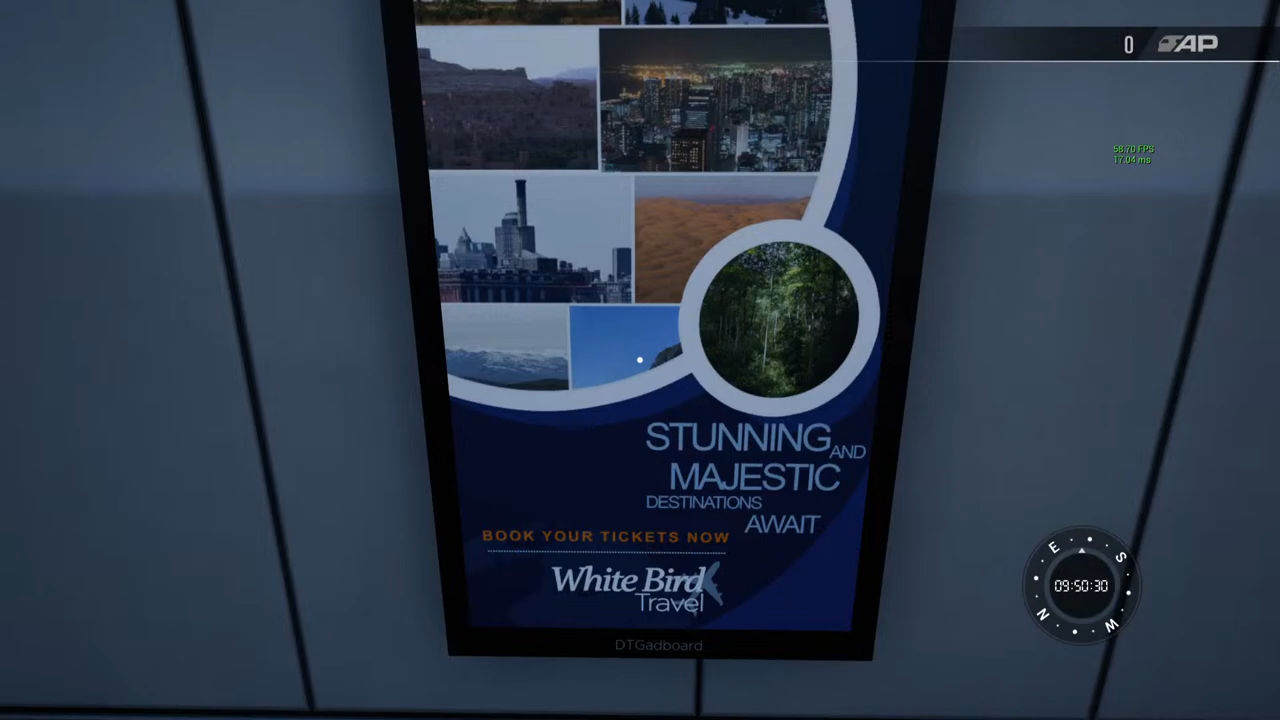 0 AP
58.70 FPS
17.04 ms
STUNNING AND
MAJESTIC
DESTINATIONS
AWAIT
BOOK YOUR TICKETS NOW
White Bird
Travel
DTGadboard
E S
09:50:30
N W